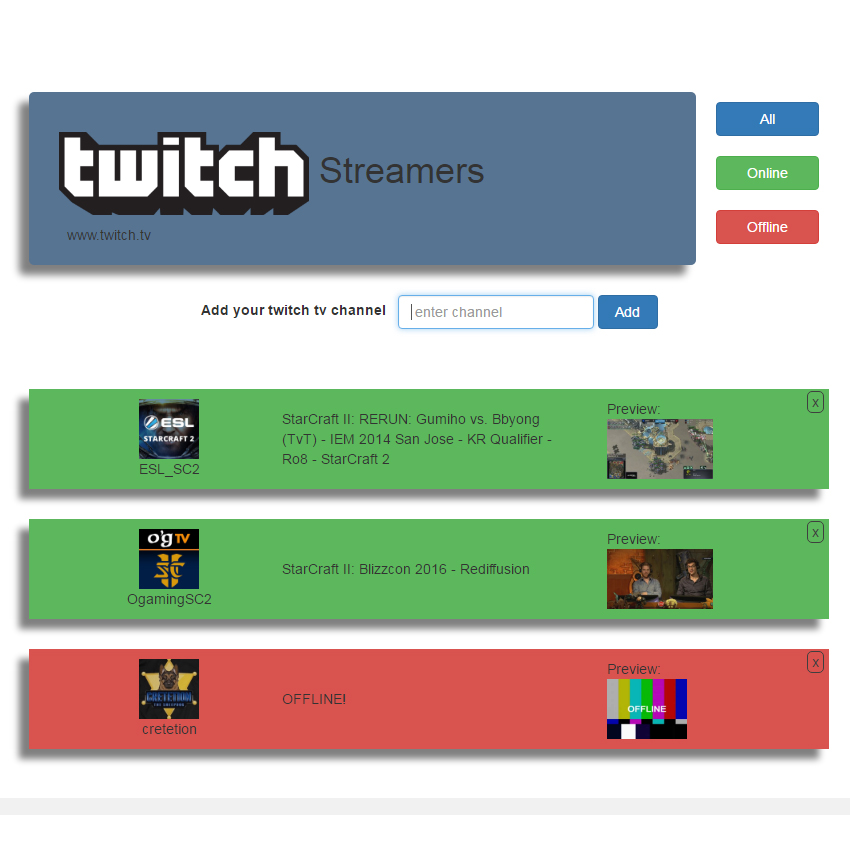 twitch Streamers
www.twitch.tv
All
Online
Offline
Add your twitch tv channel
enter channel
Add
ESL
STARCRAFT 2
ESL_SC2
StarCraft II: RERUN: Gumiho vs. Bbyong
(TvT) - IEM 2014 San Jose - KR Qualifier -
Ro8 - StarCraft 2
Preview:
x
O'G TV
OgamingSC2
StarCraft II: Blizzcon 2016 - Rediffusion
Preview:
x
CRETETION
cretetion
OFFLINE!
Preview:
OFFLINE
x